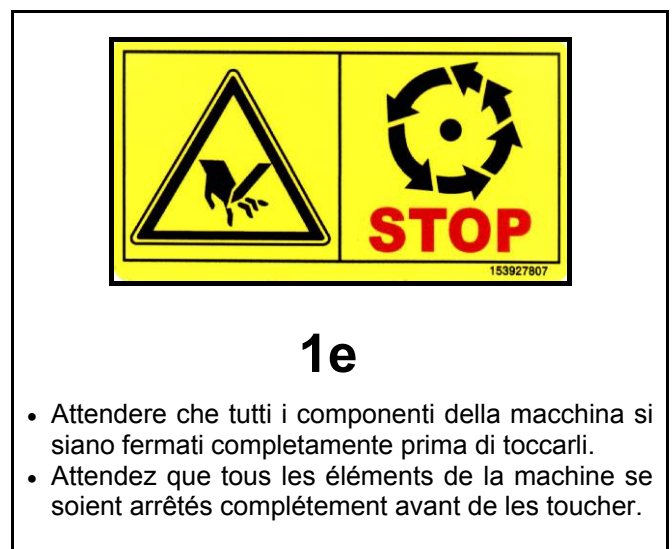 STOP
153927807
1e
• Attendere che tutti i componenti della macchina si
siano fermati completamente prima di toccarli.
• Attendez que tous les éléments de la machine se
soient arrêtés complétement avant de les toucher.